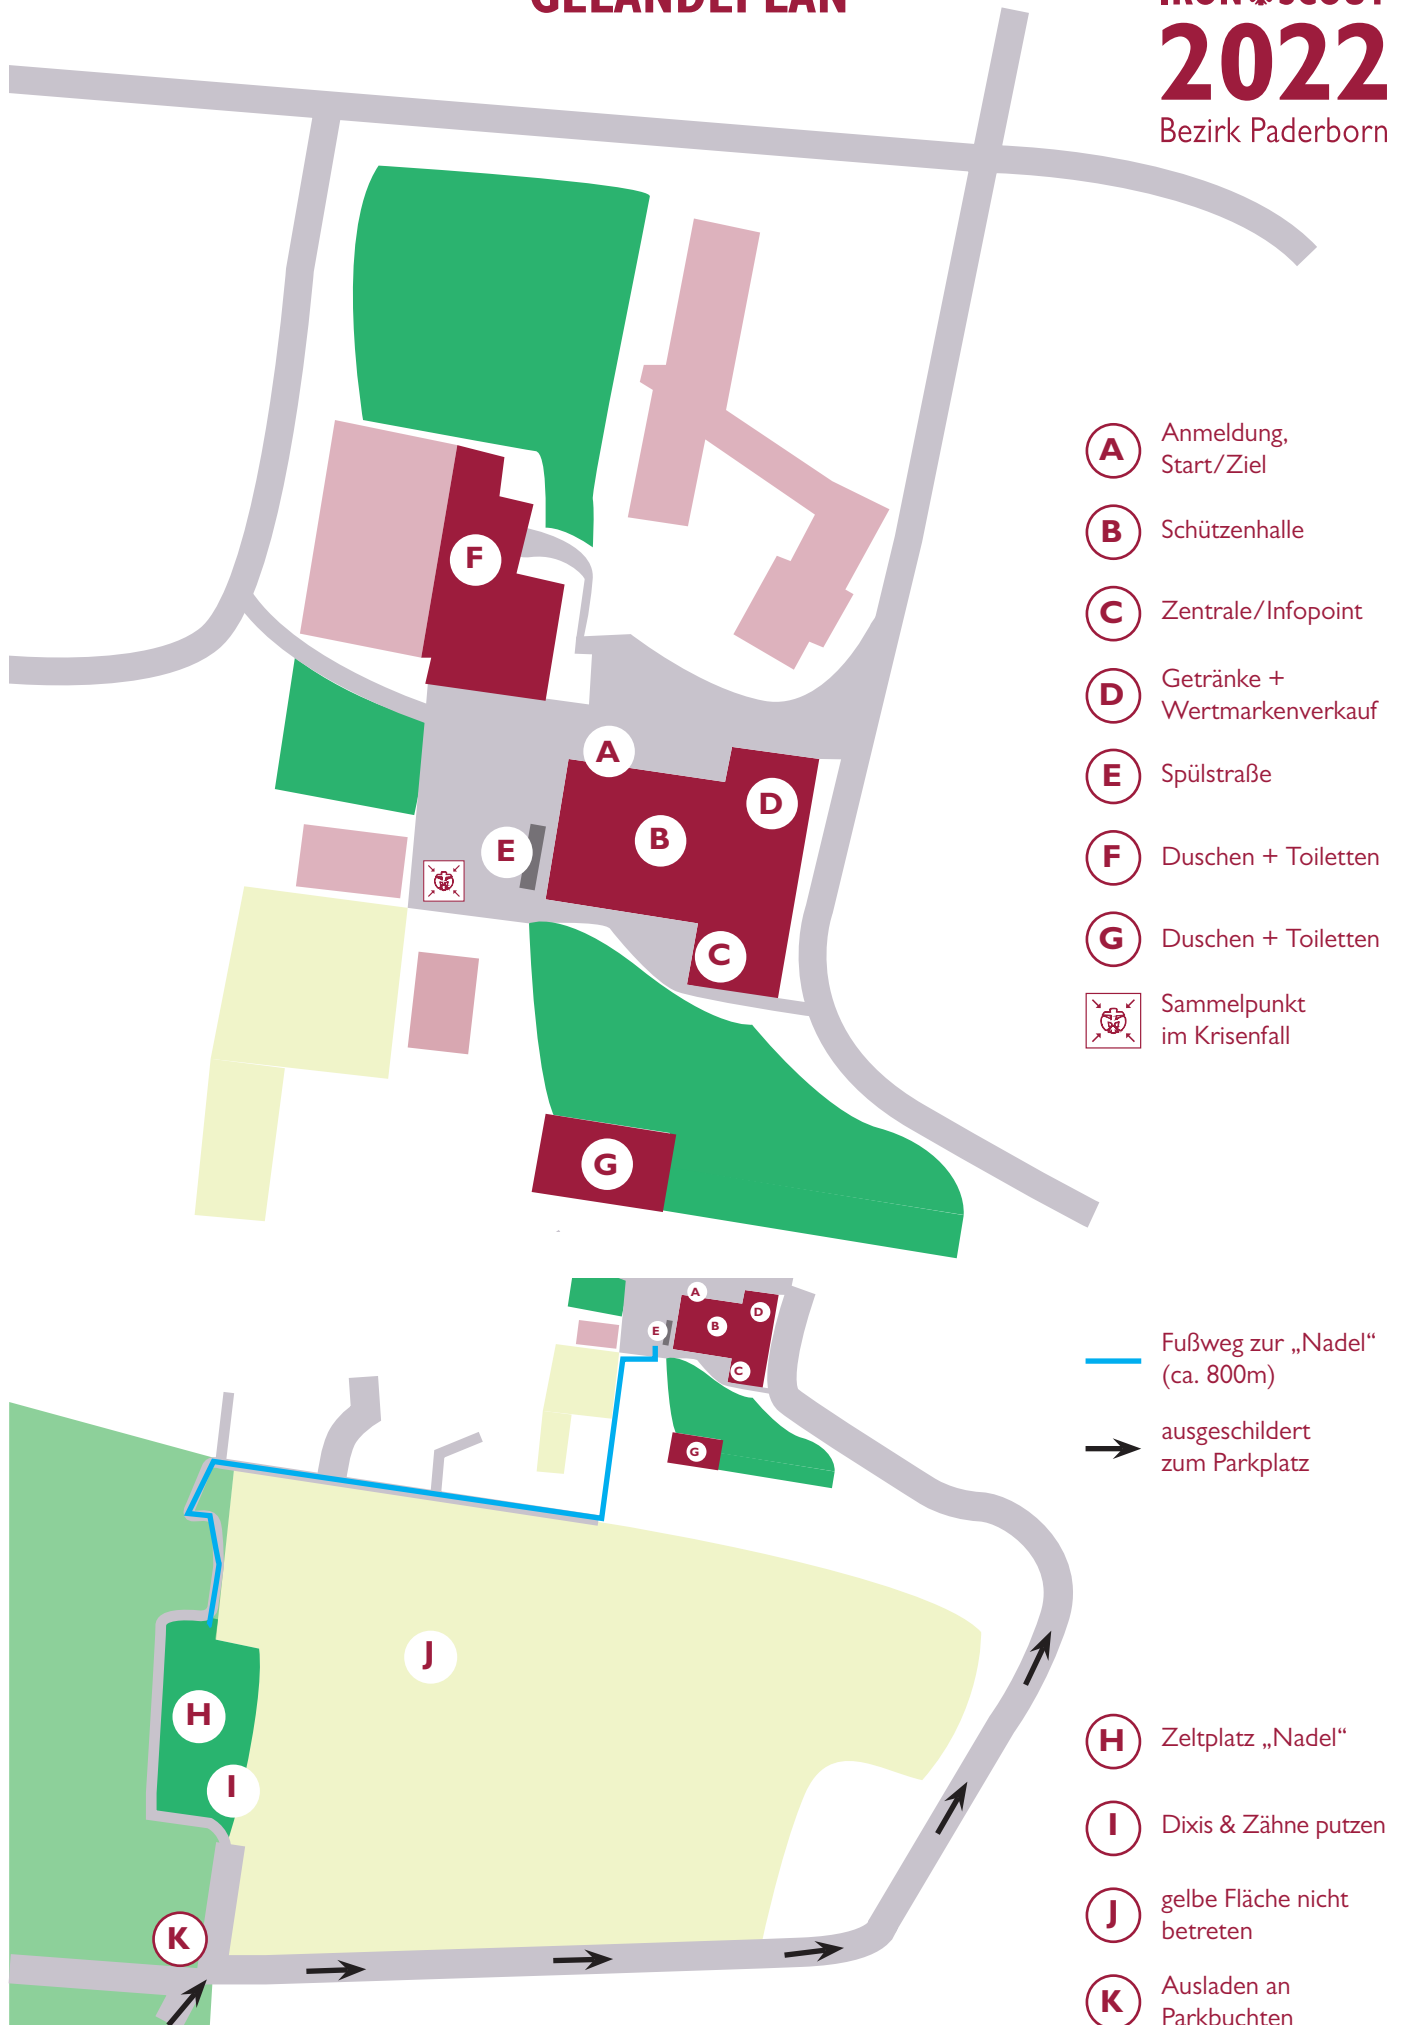 GELÄNDEPLAN
IRON SCOUT
2022
Bezirk Paderborn
A Anmeldung,
Start/Ziel
B Schützenhalle
C Zentrale/Infopoint
D Getränke +
Wertmarkenverkauf
E Spülstraße
F Duschen + Toiletten
G Duschen + Toiletten
Sammelpunkt
im Krisenfall
F
A
D
B
E
C
G
A
D
B
E
C
G
Fußweg zur „Nadel“
(ca. 800m)
ausgeschildert
zum Parkplatz
J
H
I
K
H Zeltplatz „Nadel“
I Dixis & Zähne putzen
J gelbe Fläche nicht
betreten
K Ausladen an
Parkbuchten